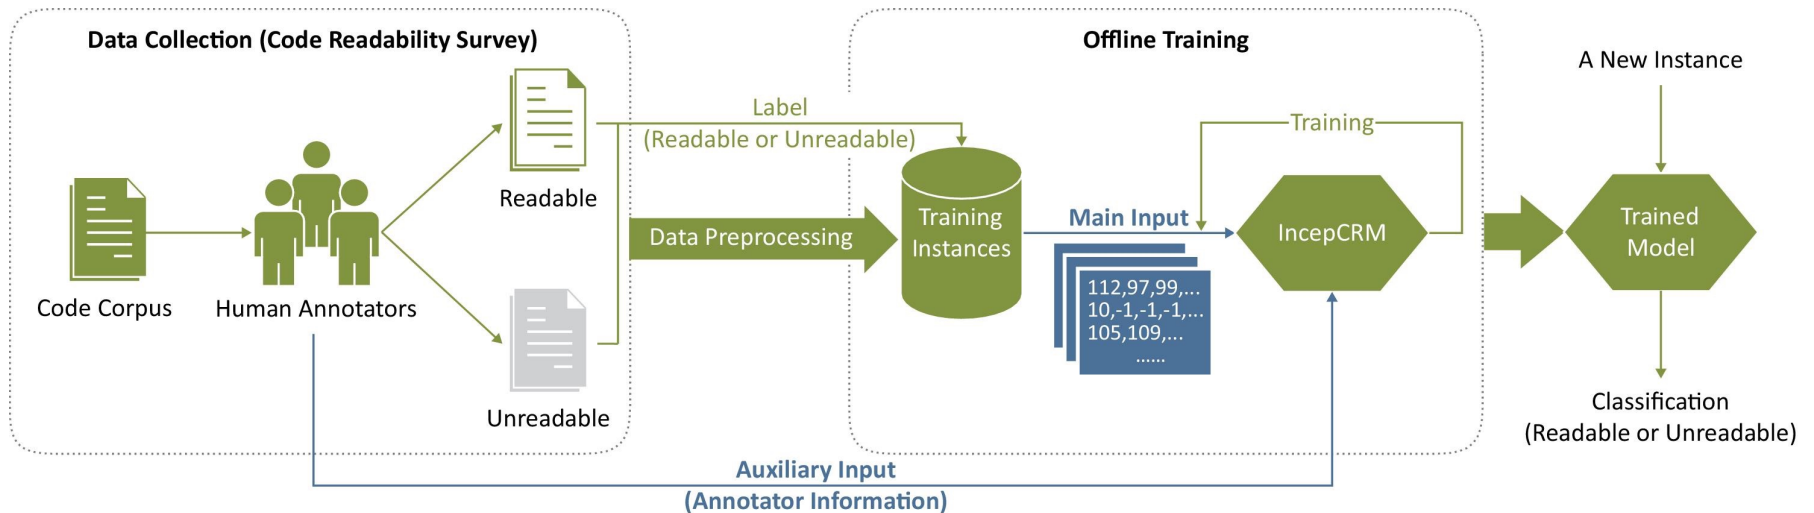 Data Collection (Code Readability Survey)
Code Corpus
Human Annotators
Readable
Unreadable
Label
(Readable or Unreadable)
Data Preprocessing
Offline Training
Training
Instances
Main Input
112,97,99,...
10,-1,-1,-1,...
105,109,...
......
Training
IncepCRM
Auxiliary Input
(Annotator Information)
A New Instance
Trained
Model
Classification
(Readable or Unreadable)